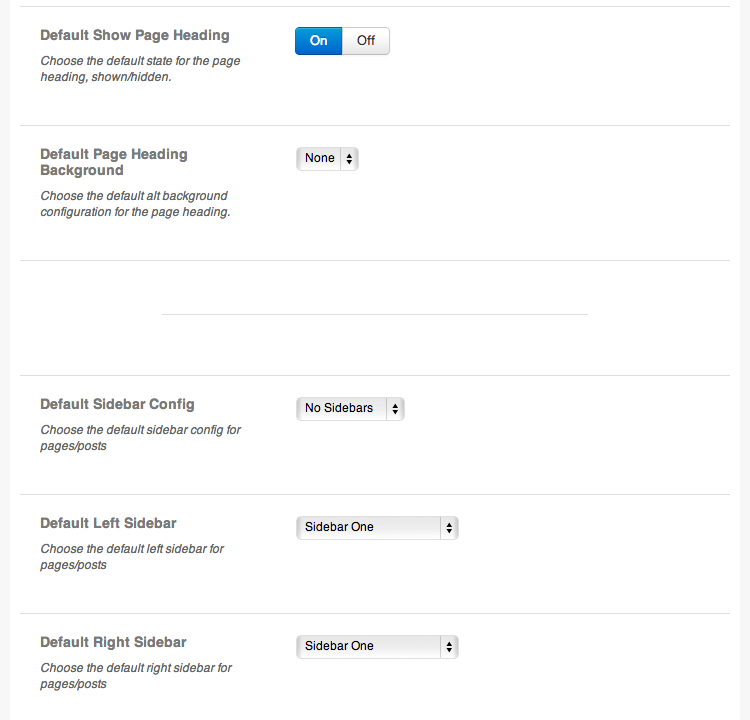 Default Show Page Heading
On Off
Choose the default state for the page
heading, shown/hidden.
Default Page Heading
Background
None
Choose the default alt background
configuration for the page heading.
Default Sidebar Config
No Sidebars
Choose the default sidebar config for
pages/posts
Default Left Sidebar
Sidebar One
Choose the default left sidebar for
pages/posts
Default Right Sidebar
Sidebar One
Choose the default right sidebar for
pages/posts